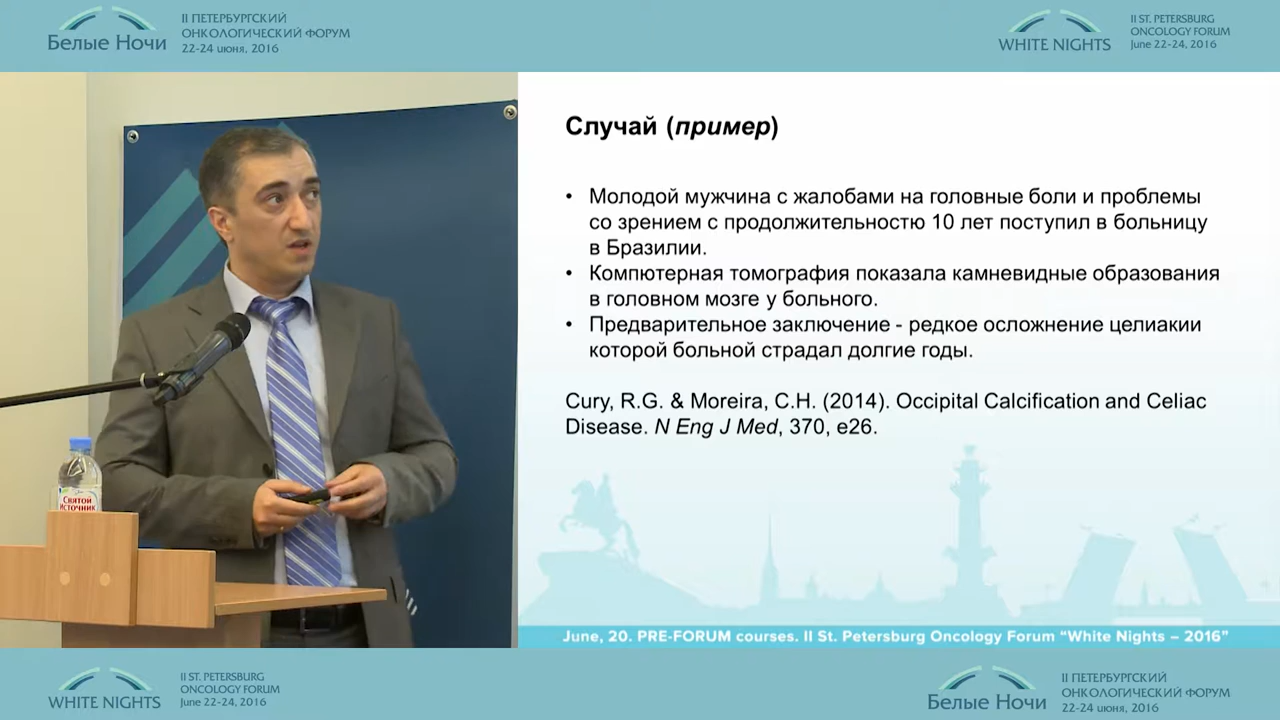 Белые Ночи
II ПЕТЕРБУРГСКИЙ
ОНКОЛОГИЧЕСКИЙ ФОРУМ
22-24 июня, 2016
WHITE NIGHTS
II ST. PETERSBURG
ONCOLOGY FORUM
June 22-24, 2016
Случай (пример)
• Молодой мужчина с жалобами на головные боли и проблемы
со зрением с продолжительностью 10 лет поступил в больницу
в Бразилии.
• Компютерная томография показала камневидные образования
в головном мозге у больного.
• Предварительное заключение - редкое осложнение целиакии
которой больной страдал долгие годы.
Cury, R.G. & Moreira, C.H. (2014). Occipital Calcification and Celiac
Disease. N Eng J Med, 370, e26.
СВЯТОЙ
ИСТОЧНИК
June, 20. PRE-FORUM courses. II St. Petersburg Oncology Forum “White Nights – 2016”
WHITE NIGHTS
II ST. PETERSBURG
ONCOLOGY FORUM
June 22-24, 2016
Белые Ночи
II ПЕТЕРБУРГСКИЙ
ОНКОЛОГИЧЕСКИЙ ФОРУМ
22-24 июня, 2016